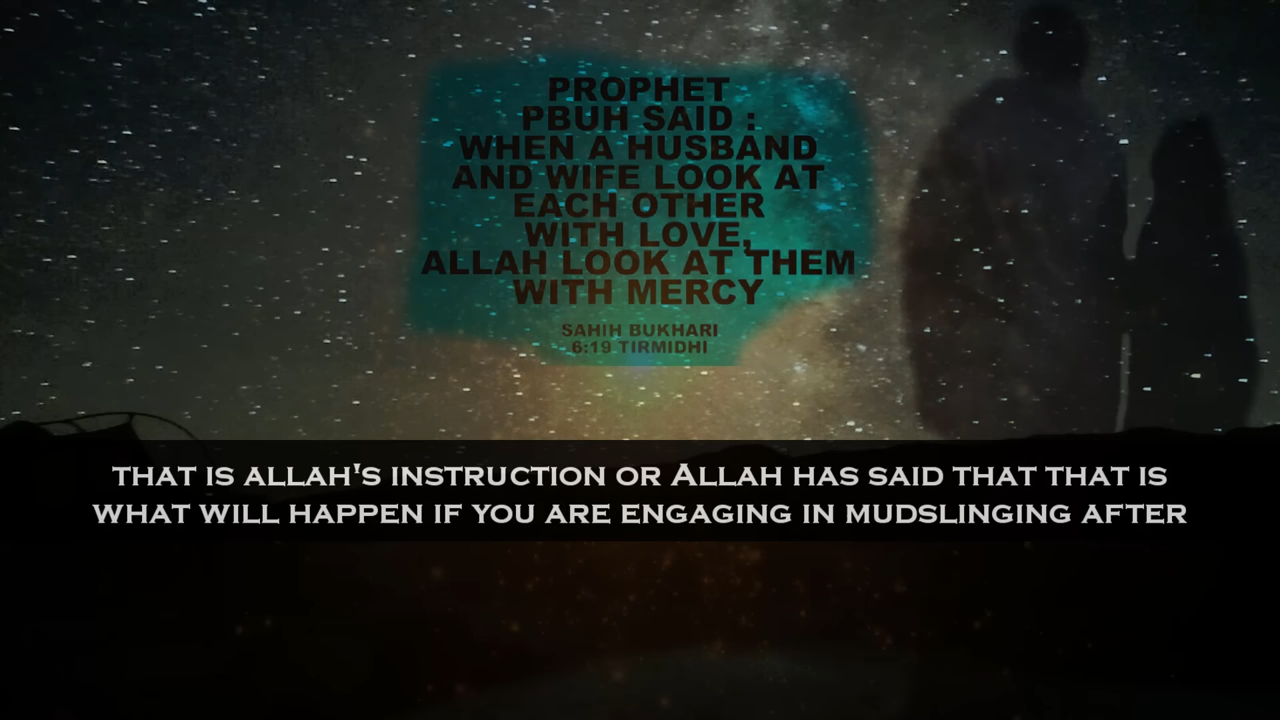 PROPHET
PBUH SAID :
WHEN A HUSBAND
AND WIFE LOOK AT
EACH OTHER
WITH LOVE,
ALLAH LOOK AT THEM
WITH MERCY
SAHIH BUKHARI
6:19 TIRMIDHI
THAT IS ALLAH'S INSTRUCTION OR ALLAH HAS SAID THAT THAT IS
WHAT WILL HAPPEN IF YOU ARE ENGAGING IN MUDSLINGING AFTER